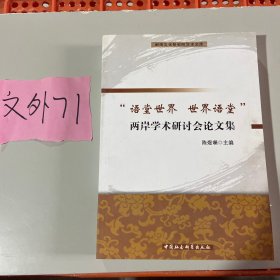 文外71
“语堂世界 世界语堂”
两岸学术研讨会论文集
陈煜斓◎主编
中国社会科学出版社